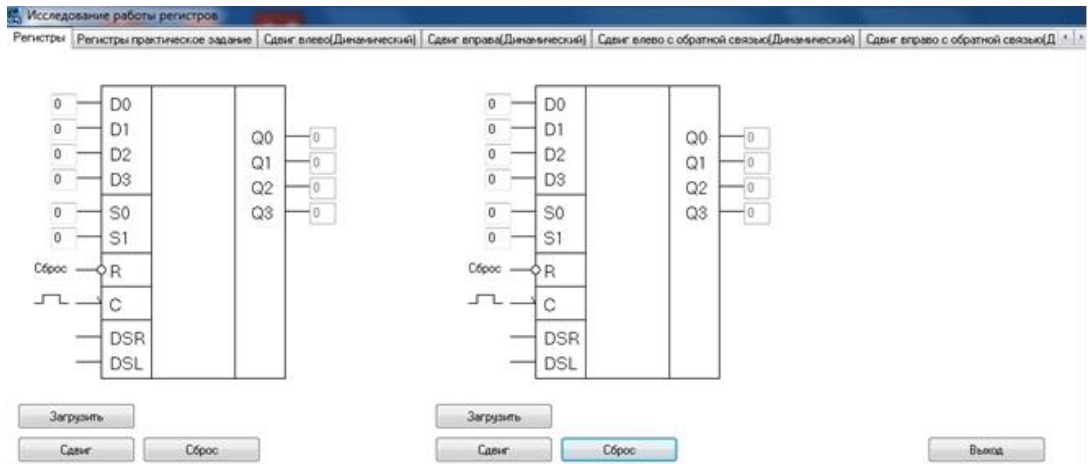 Исследование работы регистров
Регистры Регистры практическое задание Сдвиг влево(Динамический) Сдвиг вправа(Динамический) Сдвиг влево с обратной связью(Динамический) Сдвиг вправо с обратной связью(Д
0 D0 0 D0
0 D1 Q0 0 0 D1 Q0 0
0 D2 Q1 0 0 D2 Q1 0
0 D3 Q2 0 0 D3 Q2 0
0 S0 Q3 0 0 S0 Q3 0
0 S1 0 S1
Сброс R Сброс R
C C
DSR DSR
DSL DSL
Загрузить Загрузить
Сдвиг Сброс Сдвиг Сброс Выход